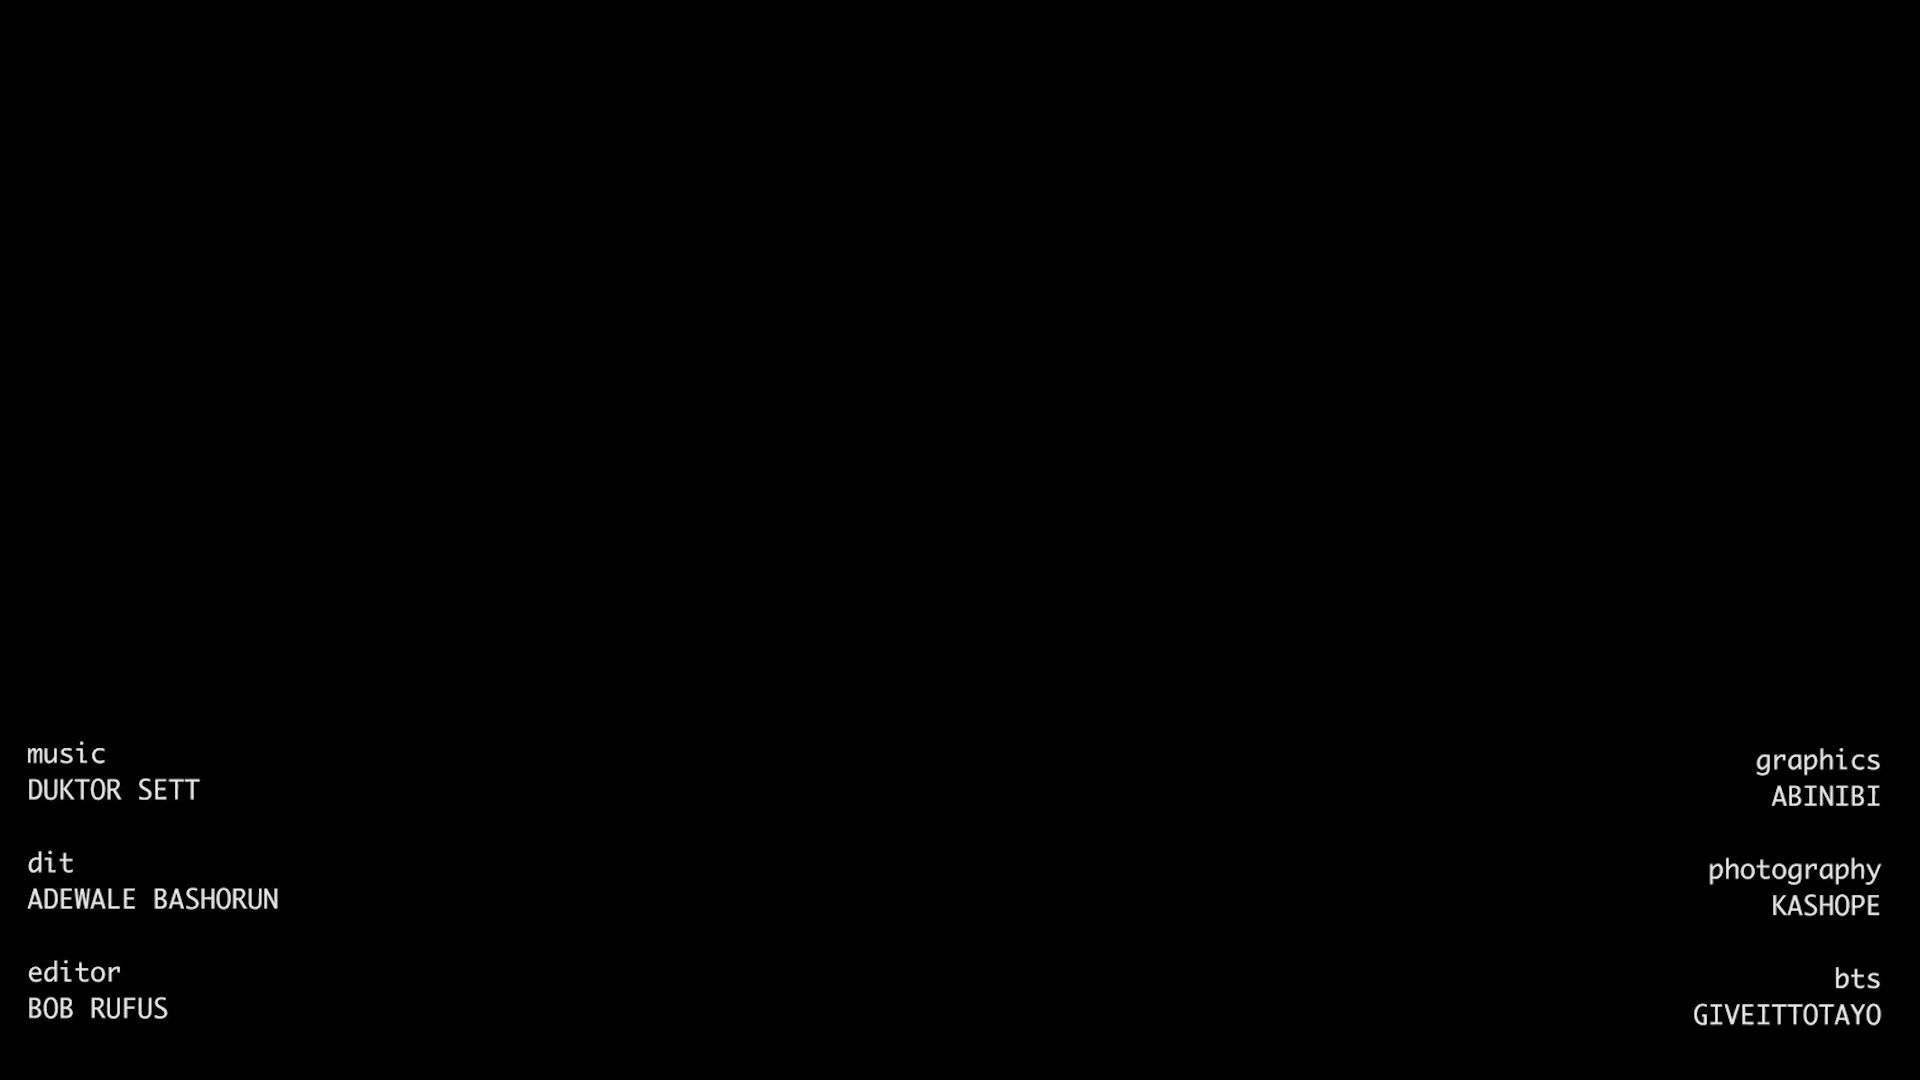 music
DUKTOR SETT
dit
ADEWALE BASHORUN
editor
BOB RUFUS
graphics
ABINIBI
photography
KASHOPE
bts
GIVEITTOTAYO